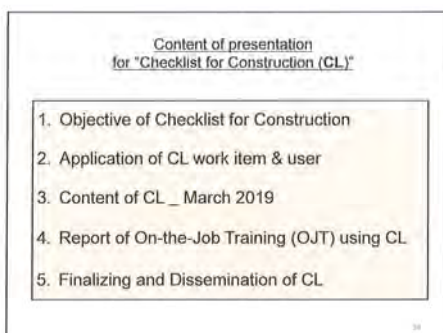 Content of presentation
for "Checklist for Construction (CL)"
1. Objective of Checklist for Construction
2. Application of CL work item & user
3. Content of CL _ March 2019
4. Report of On-the-Job Training (OJT) using CL
5. Finalizing and Dissemination of CL